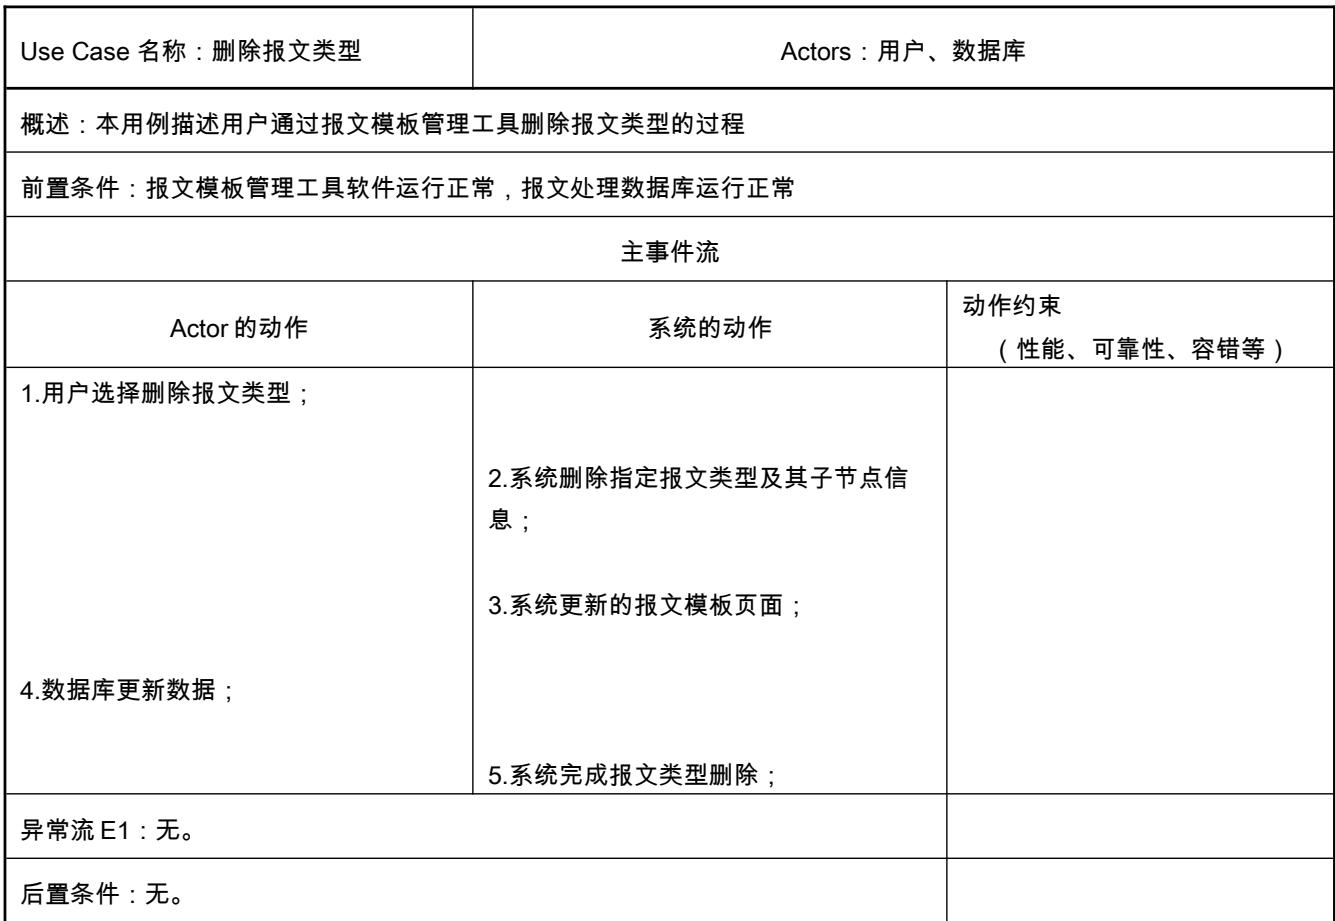 Use Case 名称：删除报文类型
Actors：用户、数据库
概述：本用例描述用户通过报文模板管理工具删除报文类型的过程
前置条件：报文模板管理工具软件运行正常，报文处理数据库运行正常
主事件流
Actor 的动作
系统的动作
动作约束
（性能、可靠性、容错等）
1.用户选择删除报文类型；
2.系统删除指定报文类型及其子节点信
息；
3.系统更新的报文模板页面；
4.数据库更新数据；
5.系统完成报文类型删除；
异常流 E1：无。
后置条件：无。